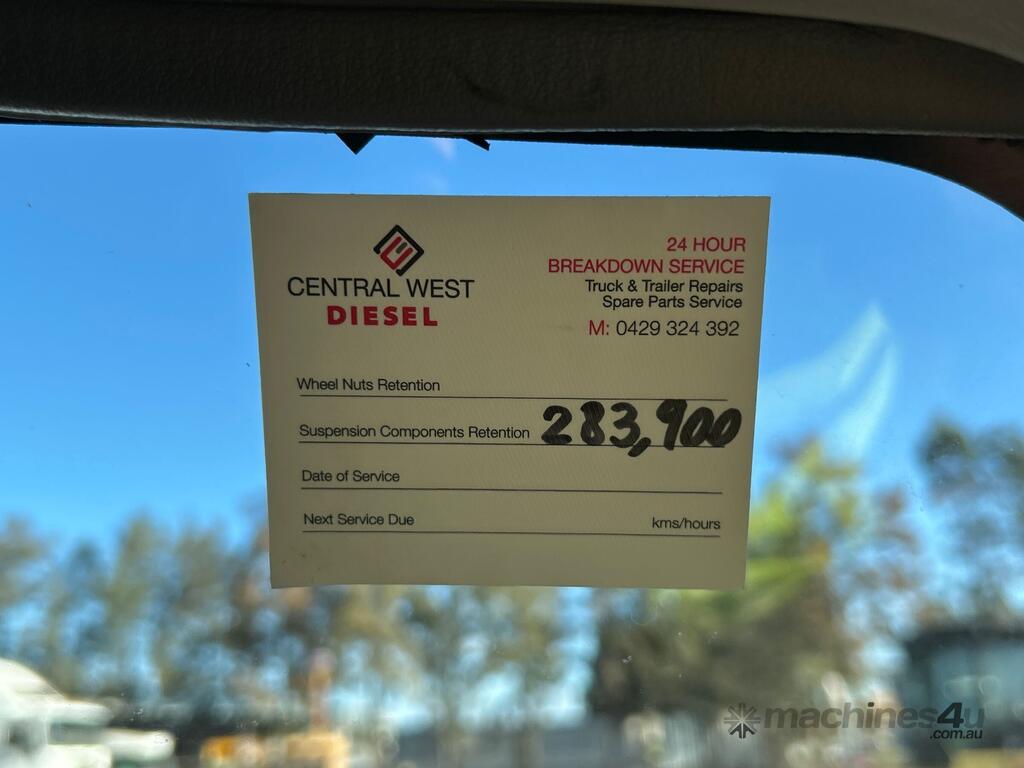 CENTRAL WEST
DIESEL
24 HOUR
BREAKDOWN SERVICE
Truck & Trailer Repairs
Spare Parts Service
M: 0429 324 392
Wheel Nuts Retention
Suspension Components Retention 283,900
Date of Service
Next Service Due kms/hours
machines4u
.com.au